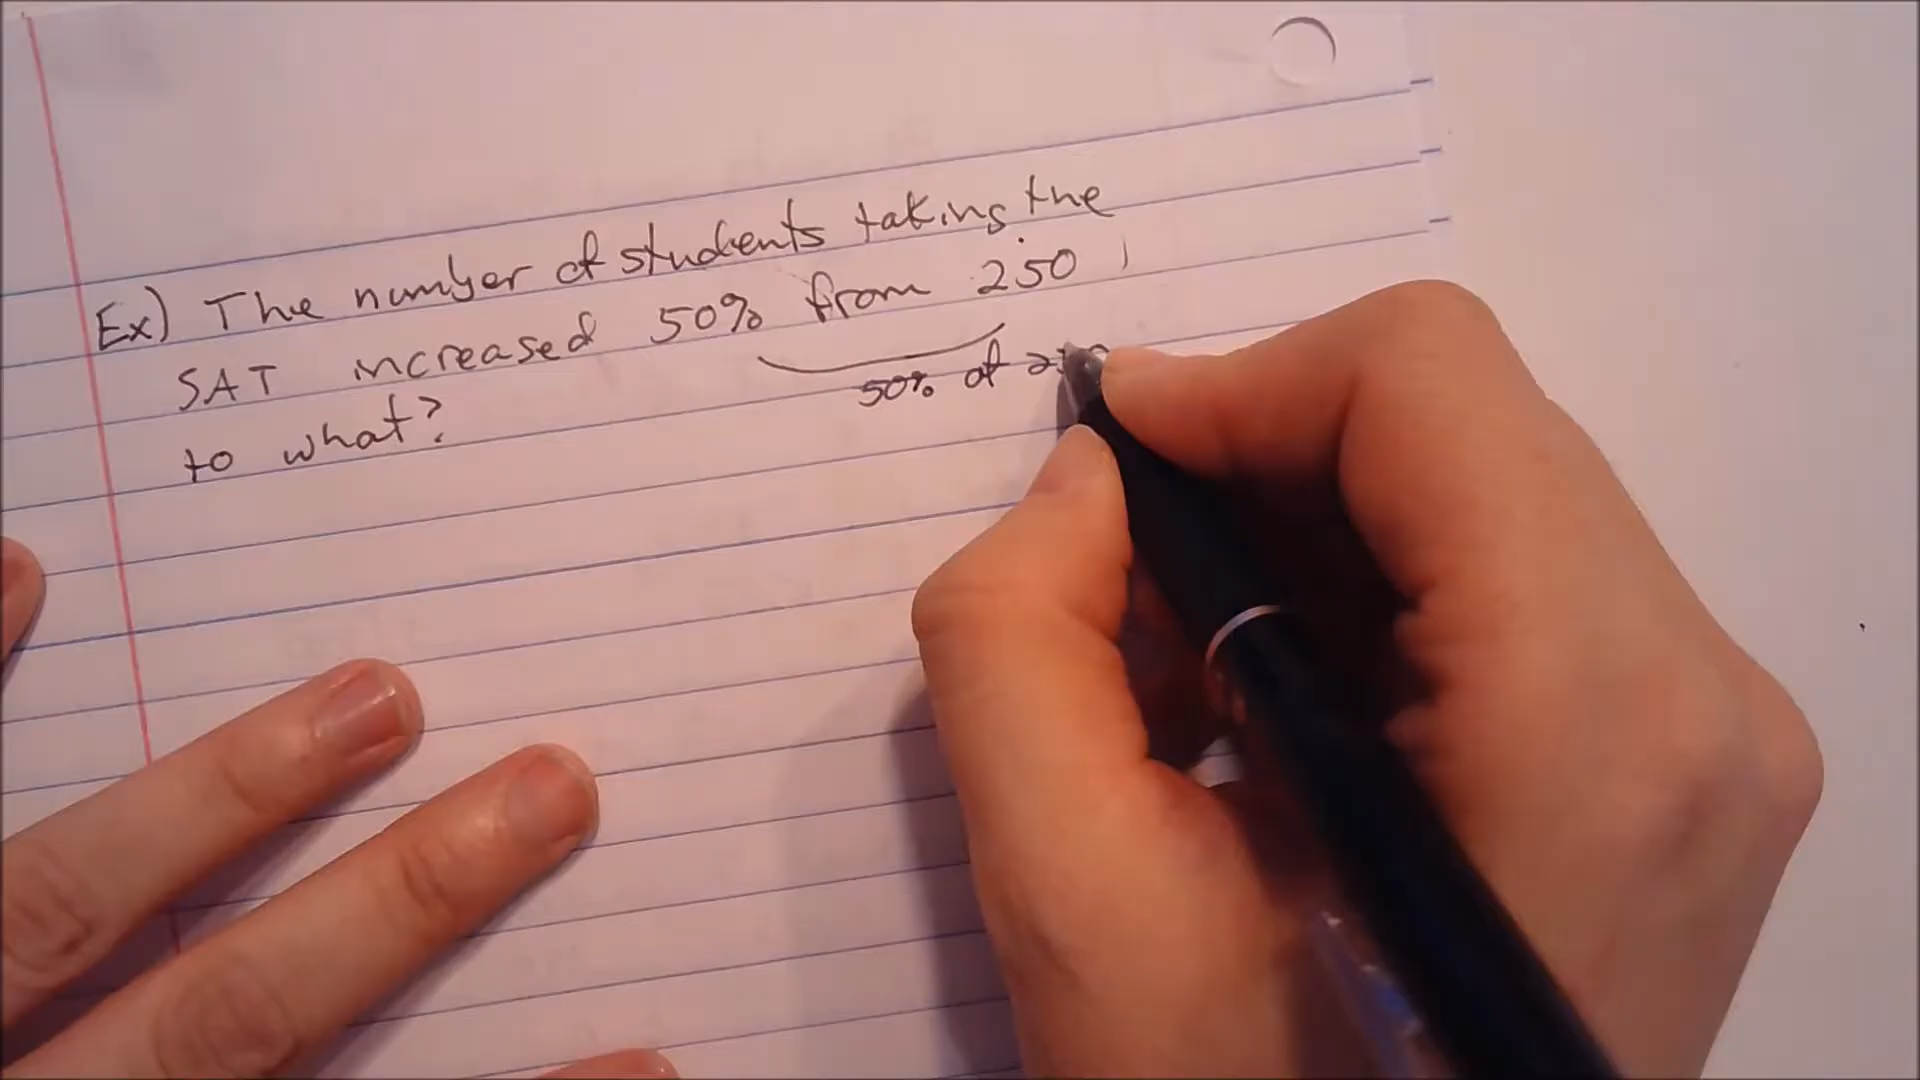 Ex) The number of students taking the
SAT increased 50% from 250
to what?
50% of